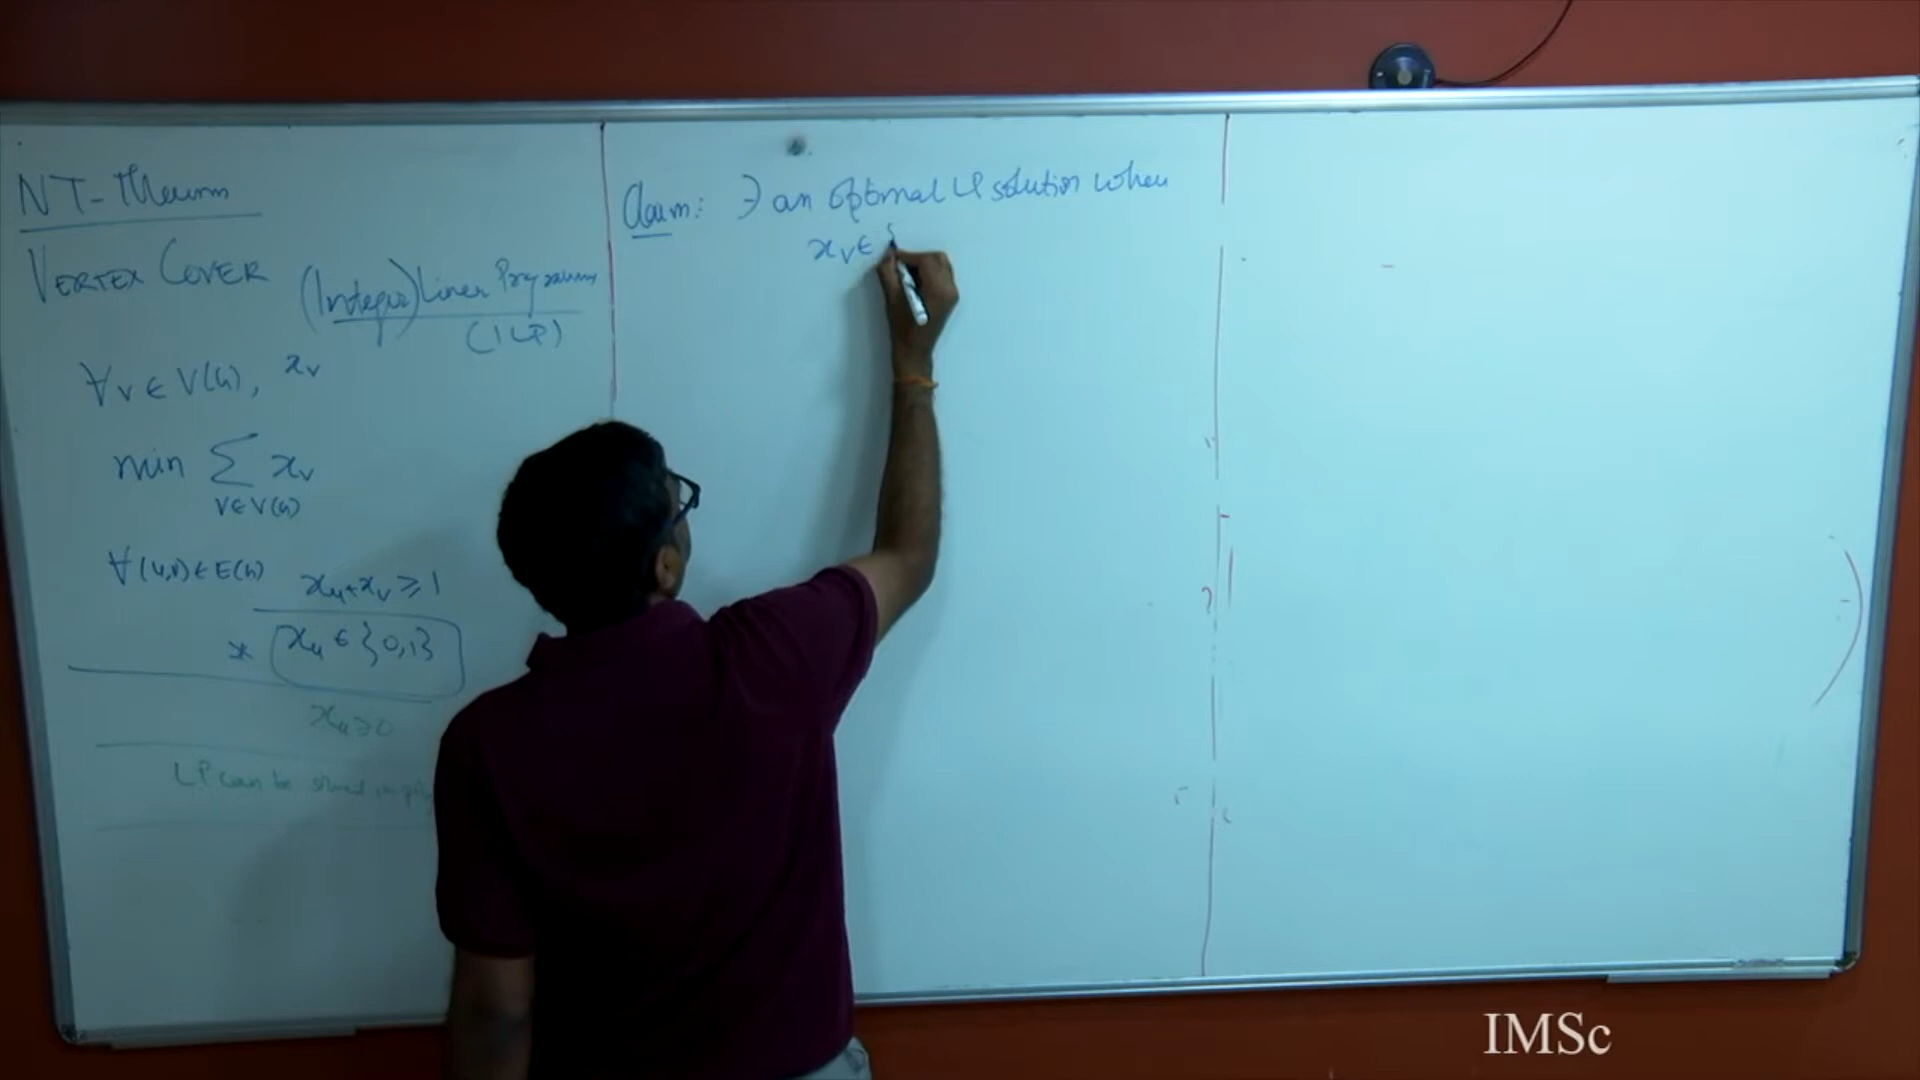 NT-Theorem
VERTEX COVER
(Integer) Linear Programming
(ILP)
∀v ∈ V(G), x_v
min Σ x_v
v∈V(G)
∀(u,v) ∈ E(G) x_u + x_v ≥ 1
* x_u ∈ {0,1}
x_u ≥ 0
LP can be solved in poly
Claim: ∃ an optimal LP solution where
x_v ∈ {
IMSc